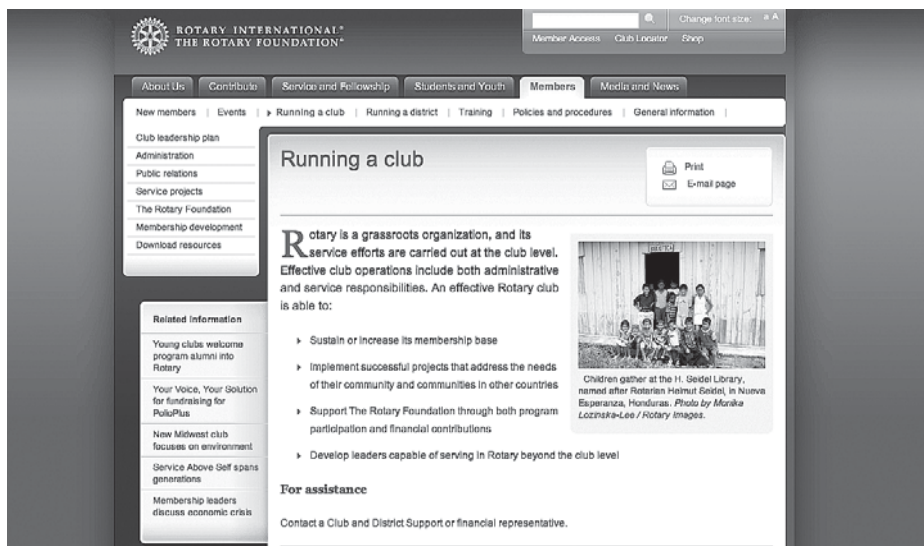 ROTARY INTERNATIONAL®
THE ROTARY FOUNDATION®
Change font size: a A
Member Access Club Locator Shop
About Us Contribute Service and Fellowship Students and Youth Members Media and News
New members | Events | Running a club | Running a district | Training | Policies and procedures | General information |
Club leadership plan
Administration
Public relations
Service projects
The Rotary Foundation
Membership development
Download resources
Related Information
Young clubs welcome
program alumni into
Rotary
Your Voice, Your Solution
for fundraising for
PolioPlus
New Midwest club
focuses on environment
Service Above Self spans
generations
Membership leaders
discuss economic crisis
Running a club
Print
E-mail page
Rotary is a grassroots organization, and its
service efforts are carried out at the club level.
Effective club operations include both administrative
and service responsibilities. An effective Rotary club
is able to:
Sustain or increase its membership base
Implement successful projects that address the needs
of their community and communities in other countries
Support The Rotary Foundation through both program
participation and financial contributions
Develop leaders capable of serving in Rotary beyond the club level
Children gather at the H. Seidel Library,
named after Rotarian Helmut Seidel, in Nueva
Esperanza, Honduras. Photo by Monika
Lozinska-Lee / Rotary Images.
For assistance
Contact a Club and District Support or financial representative.